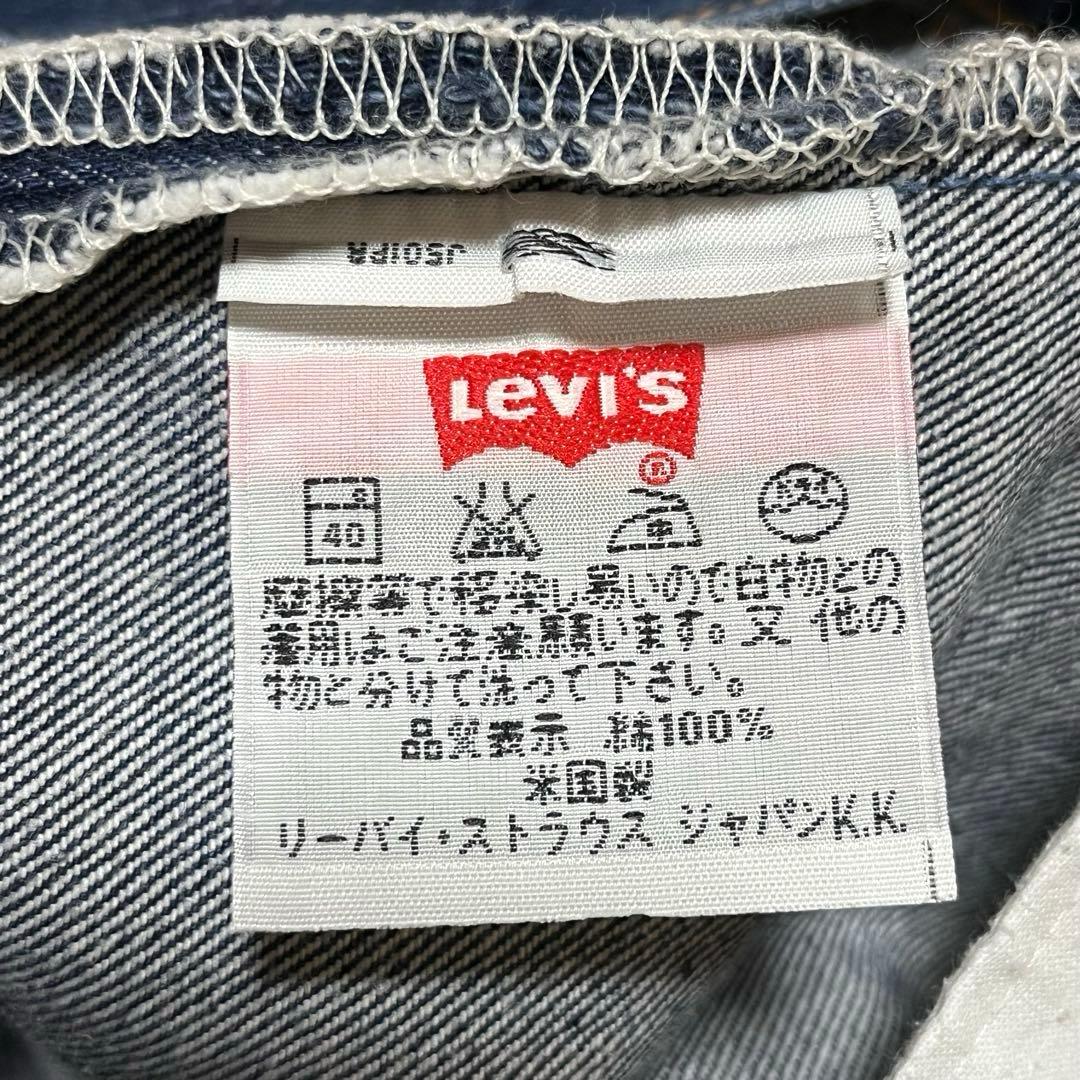 J501PR
LEVI'S
®
40
湿摩擦等で移染し易いので白物との
着用はご注意願います。又 他の
物と分けて洗って下さい。
品質表示 綿100%
米国製
リーバイ・ストラウス ジャパンK.K.